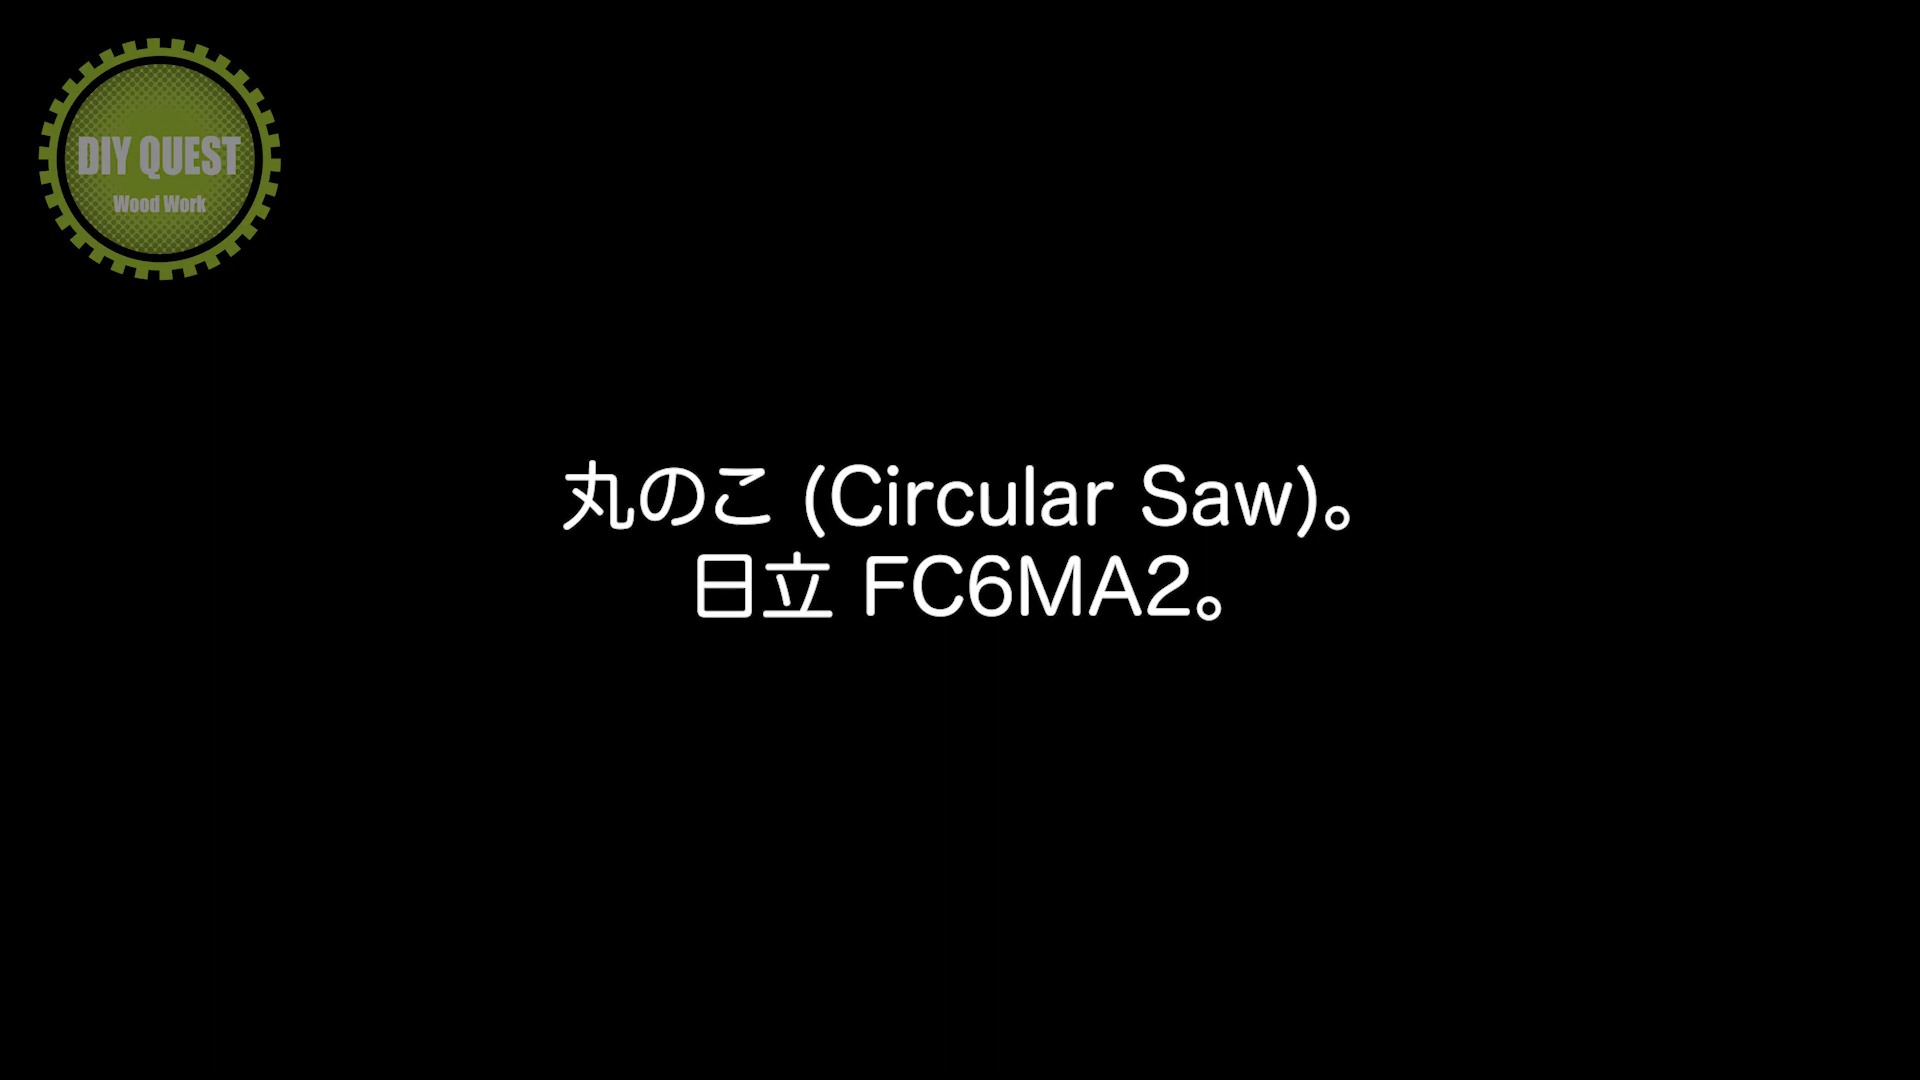 DIY QUEST
Wood Work
丸のこ (Circular Saw)。
日立 FC6MA2。